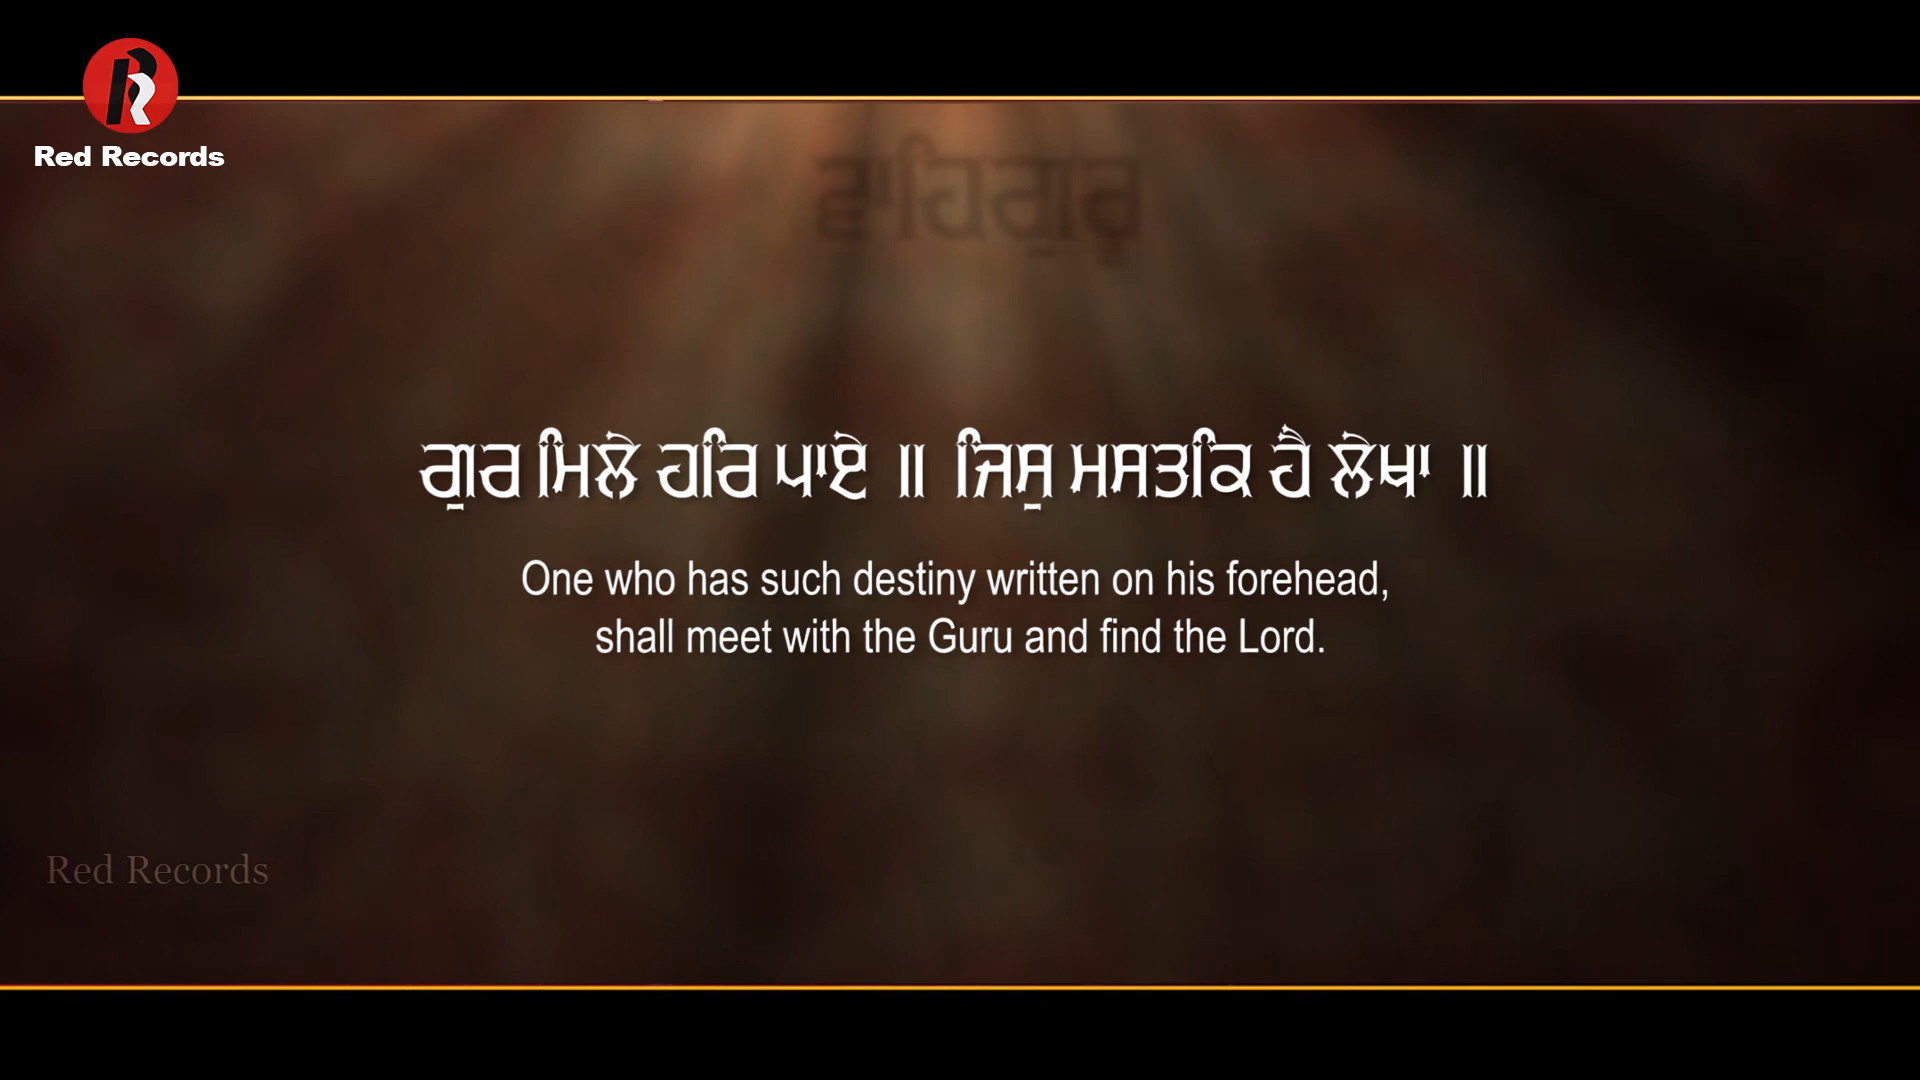 Red Records
ਵਾਹਿਗੁਰੂ
ਗੁਰ ਮਿਲੇ ਹਰਿ ਪਾਏ ॥ ਜਿਸੁ ਮਸਤਕਿ ਹੈ ਲੇਖਾ ॥
One who has such destiny written on his forehead,
shall meet with the Guru and find the Lord.
Red Records